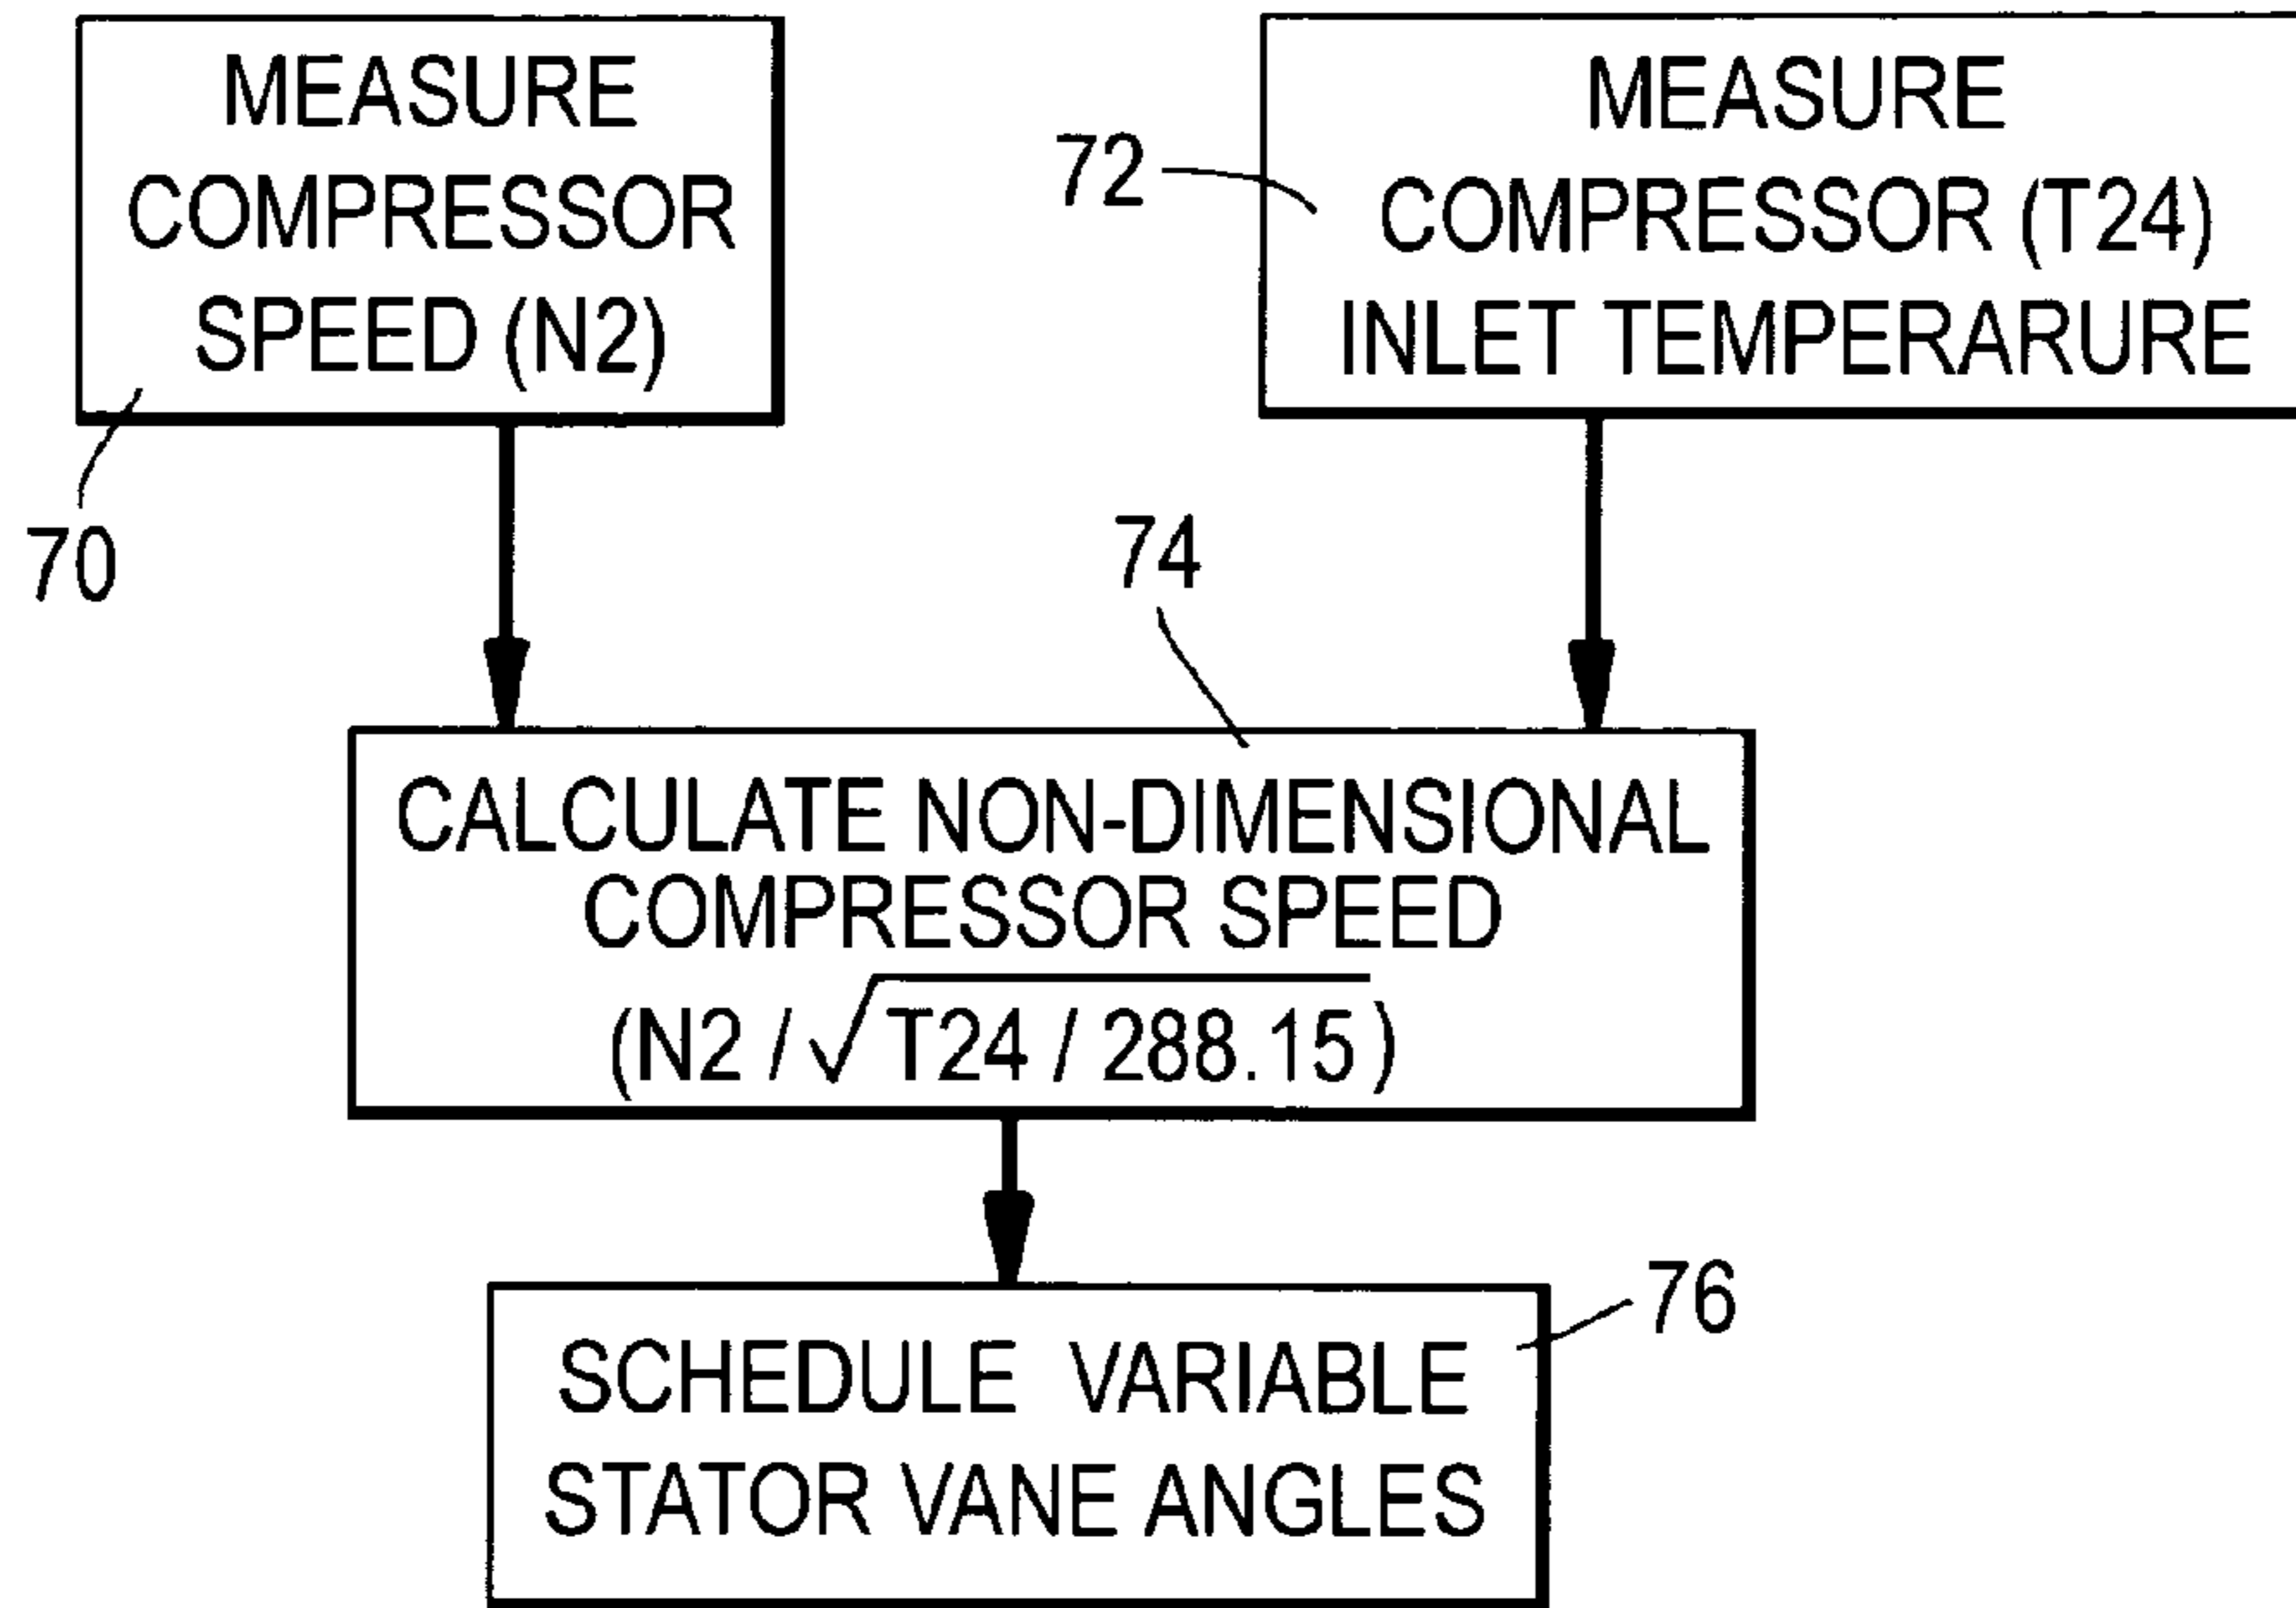 MEASURE
COMPRESSOR
SPEED (N2)
70
MEASURE
COMPRESSOR (T24)
INLET TEMPERARURE
72
74
CALCULATE NON-DIMENSIONAL
COMPRESSOR SPEED
(N2 / √T24 / 288.15)
SCHEDULE VARIABLE
STATOR VANE ANGLES
76